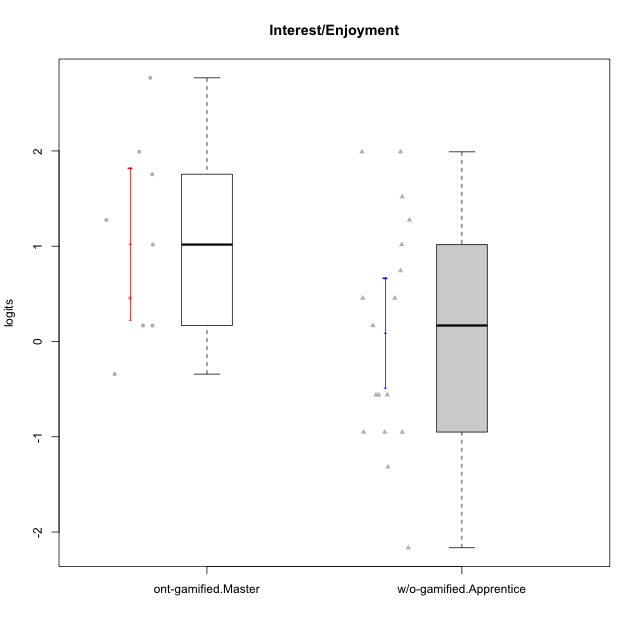 Interest/Enjoyment
logits
2
1
0
-1
-2
ont-gamified.Master
w/o-gamified.Apprentice